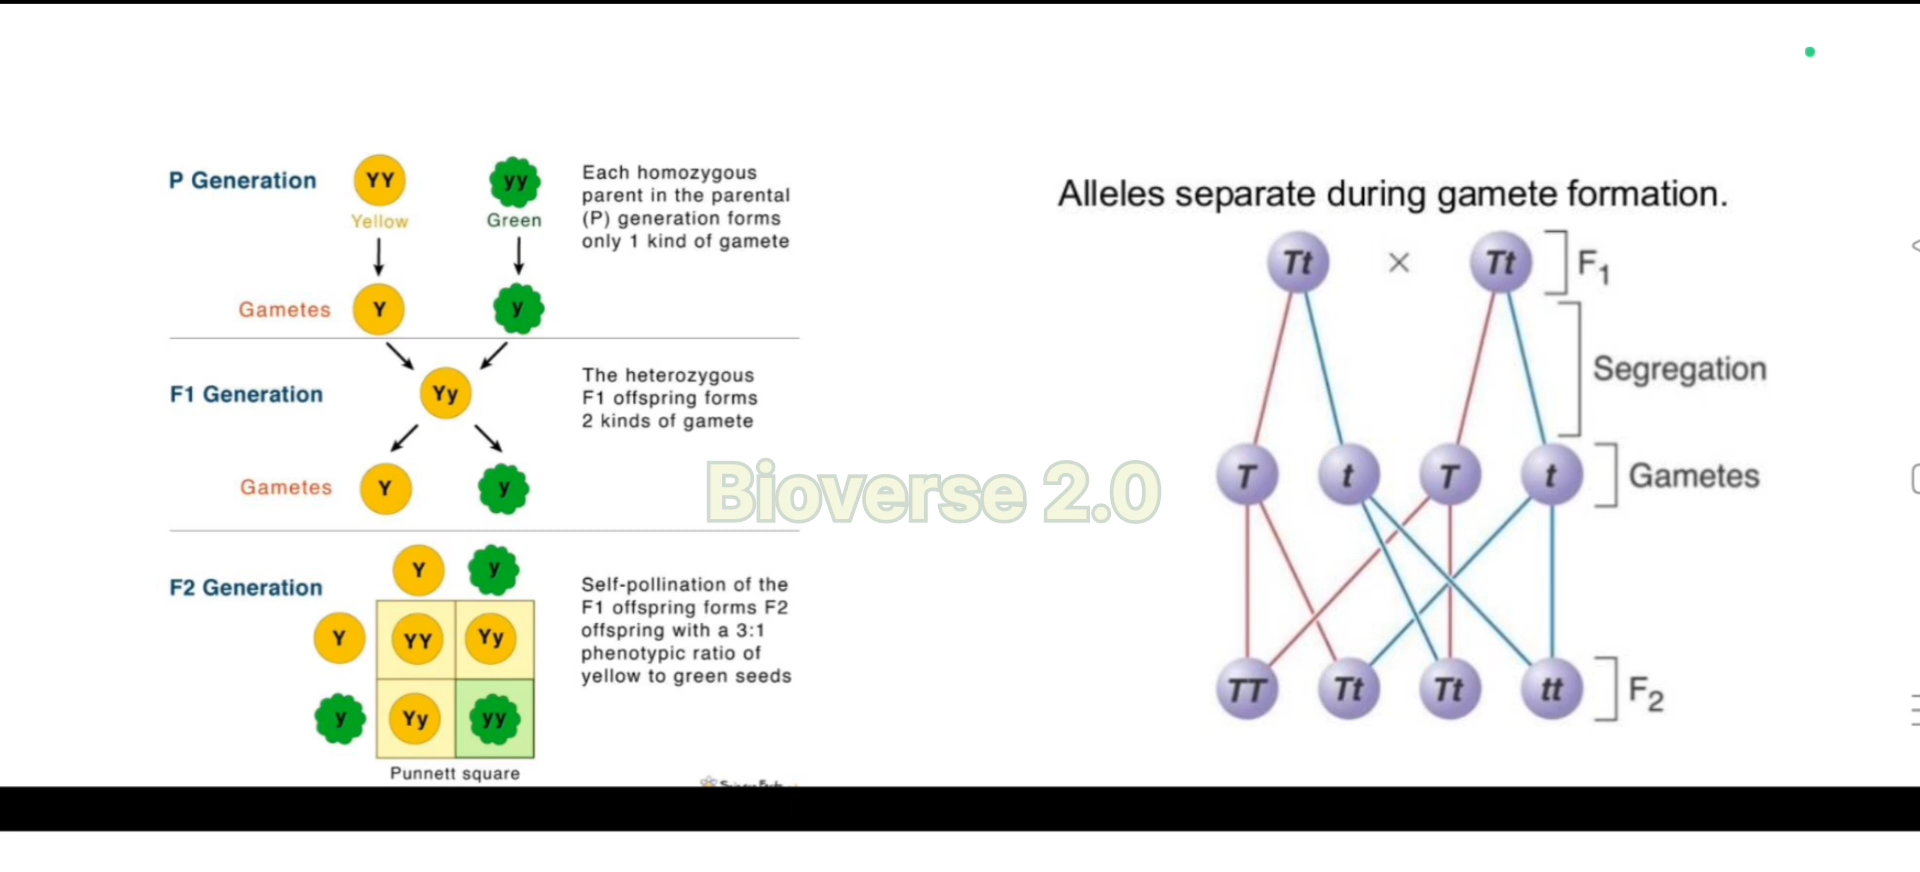 P Generation
YY
yy
Yellow
Green
Each homozygous
parent in the parental
(P) generation forms
only 1 kind of gamete
Gametes
Y
y
F1 Generation
Yy
The heterozygous
F1 offspring forms
2 kinds of gamete
Gametes
Y
y
F2 Generation
Y
y
Y
YY
Yy
y
Yy
yy
Self-pollination of the
F1 offspring forms F2
offspring with a 3:1
phenotypic ratio of
yellow to green seeds
Punnett square
Bioverse 2.0
Alleles separate during gamete formation.
Tt × Tt F1
Segregation
T t T t Gametes
TT Tt Tt tt F2